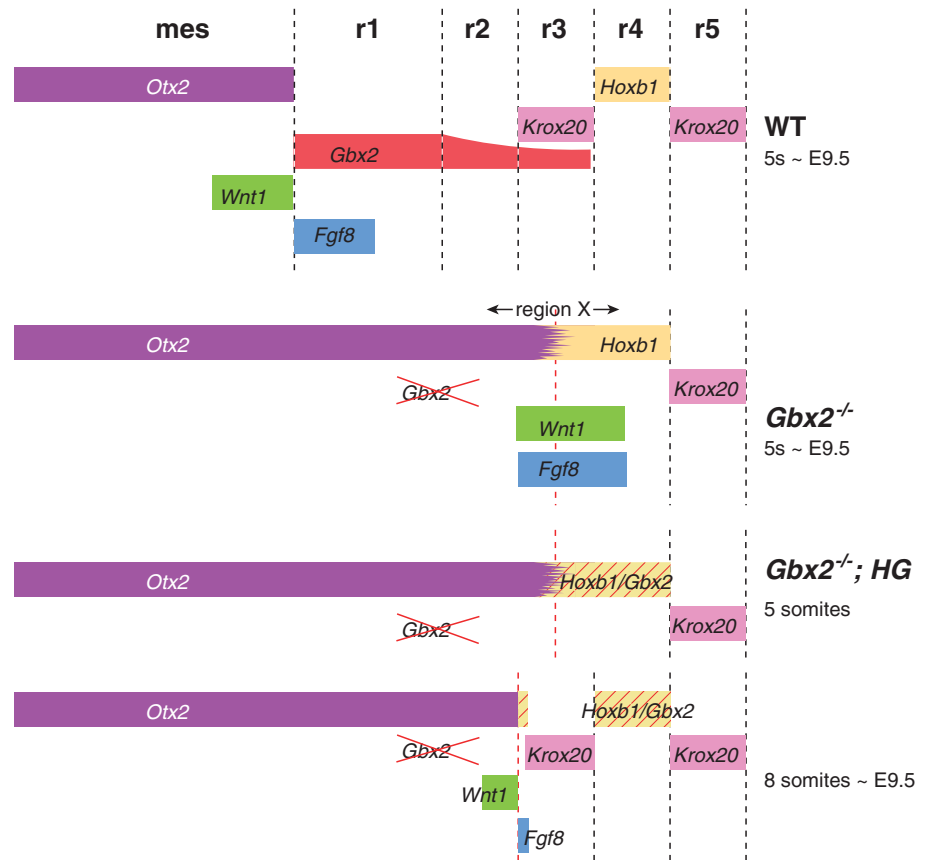 mes r1 r2 r3 r4 r5
Otx2 Hoxb1
Krox20 Krox20 WT
Gbx2 5s ~ E9.5
Wnt1
Fgf8
region X
Otx2 Hoxb1
Gbx2 Krox20 Gbx2-/-
Wnt1 5s ~ E9.5
Fgf8
Otx2 Hoxb1/Gbx2 Gbx2-/-; HG
5 somites
Gbx2 Krox20
Otx2 Hoxb1/Gbx2
Gbx2 Krox20 Krox20
8 somites ~ E9.5
Wnt1
Fgf8